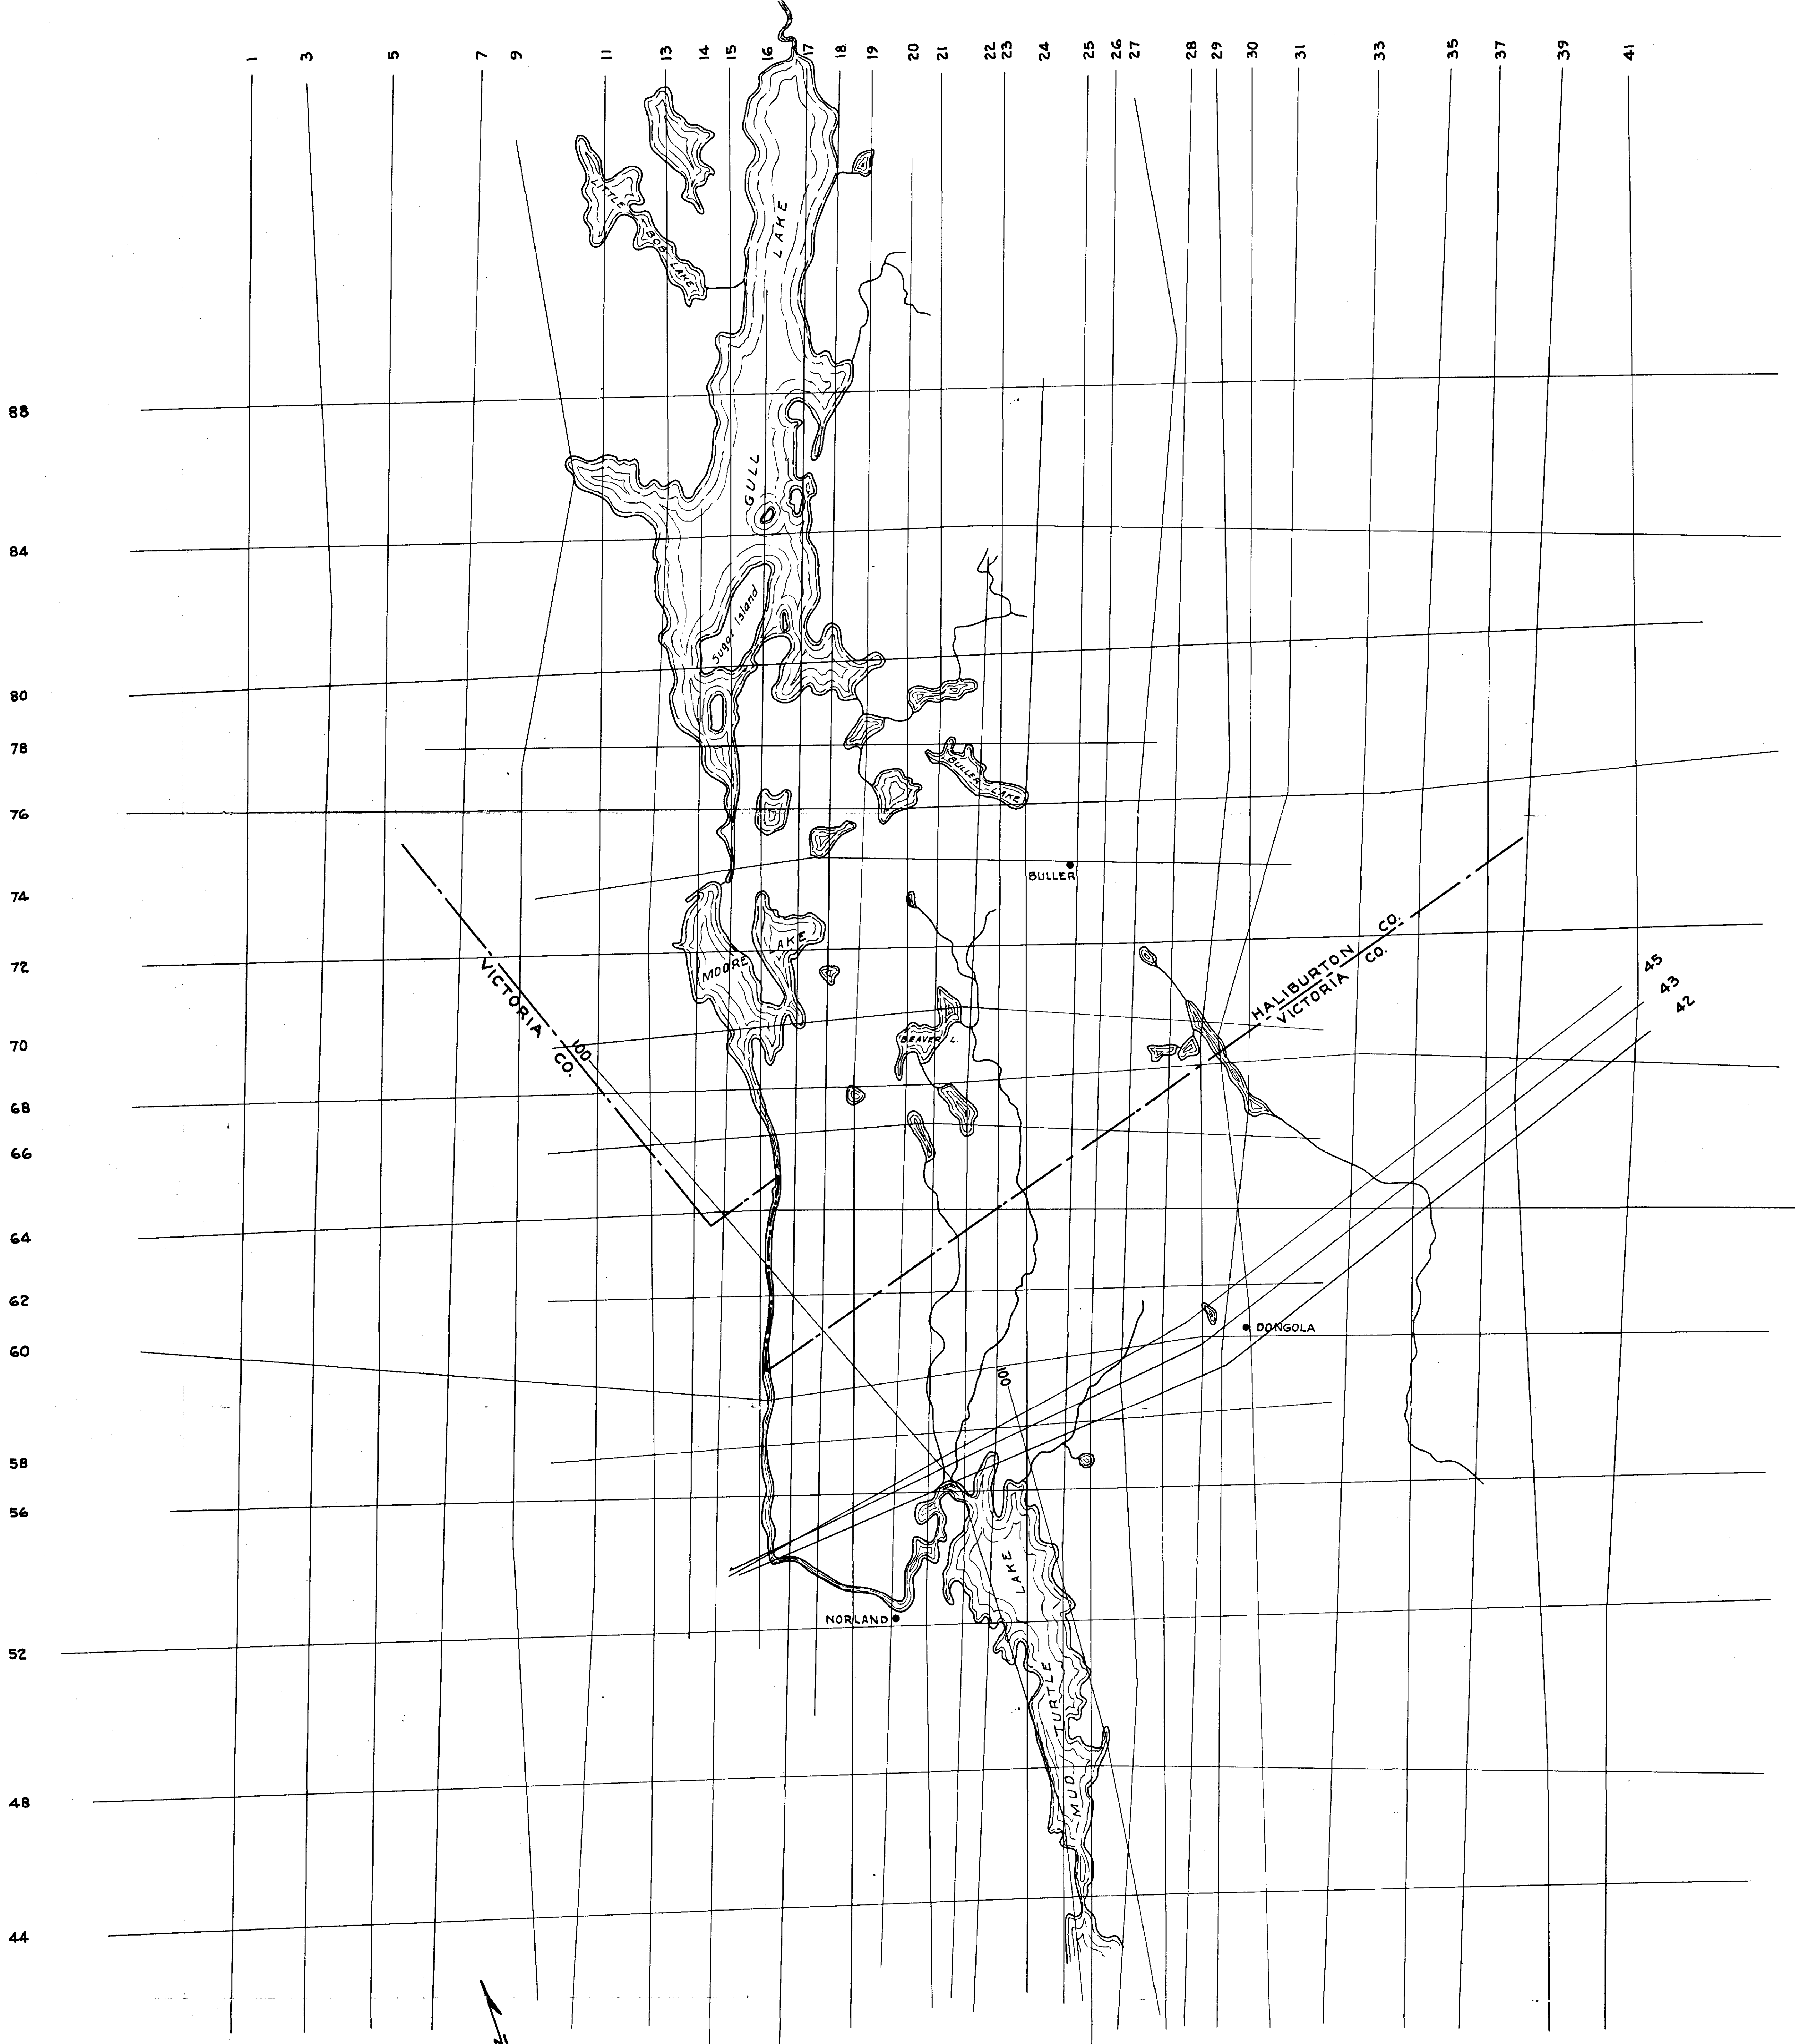 1 3 5 7 9 11 13 14 15 16 17 18 19 20 21 22 23 24 25 26 27 28 29 30 31 33 35 37 39 41
LITTLE BOB LAKE
GULL LAKE
88
84
Sugar Island
80
78
BULLER LAKE
76
BULLER
74
MOORE LAKE
72
HALIBURTON CO.
VICTORIA CO.
45
43
42
VICTORIA CO.
100
BEAVER L.
70
68
66
64
62
DONGOLA
60
100
58
56
NORLAND
52
MUD TURTLE LAKE
48
44